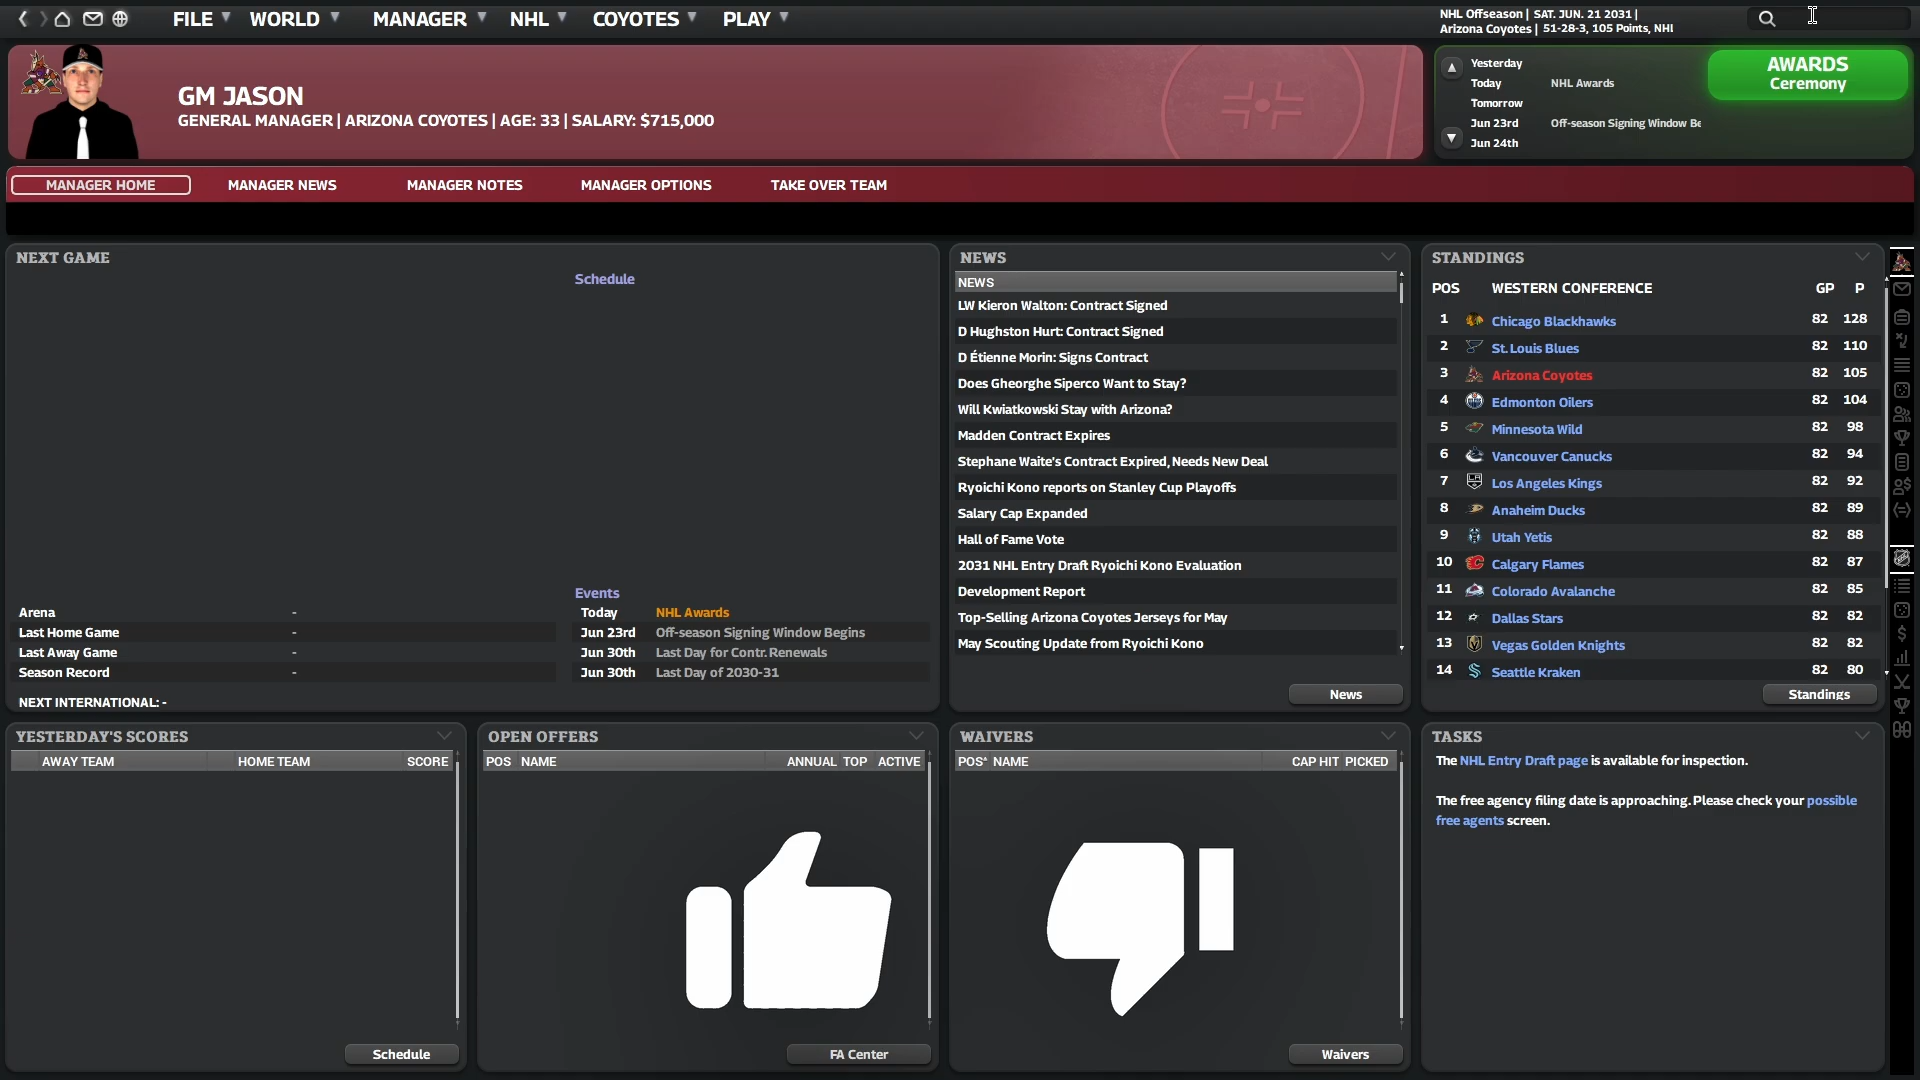 FILE WORLD MANAGER NHL COYOTES PLAY
NHL Offseason | SAT. JUN. 21 2031 |
Arizona Coyotes | 51-28-3, 105 Points, NHL
GM JASON
GENERAL MANAGER | ARIZONA COYOTES | AGE: 33 | SALARY: $715,000
Yesterday
Today NHL Awards
Tomorrow
Jun 23rd Off-season Signing Window Be
Jun 24th
AWARDS
Ceremony
MANAGER HOME MANAGER NEWS MANAGER NOTES MANAGER OPTIONS TAKE OVER TEAM
NEXT GAME
Schedule
Arena -
Last Home Game -
Last Away Game -
Season Record -
NEXT INTERNATIONAL: -
Events
Today NHL Awards
Jun 23rd Off-season Signing Window Begins
Jun 30th Last Day for Contr. Renewals
Jun 30th Last Day of 2030-31
NEWS
NEWS
LW Kieron Walton: Contract Signed
D Hughston Hurt: Contract Signed
D Étienne Morin: Signs Contract
Does Gheorghe Siperco Want to Stay?
Will Kwiatkowski Stay with Arizona?
Madden Contract Expires
Stephane Waite's Contract Expired, Needs New Deal
Ryoichi Kono reports on Stanley Cup Playoffs
Salary Cap Expanded
Hall of Fame Vote
2031 NHL Entry Draft Ryoichi Kono Evaluation
Development Report
Top-Selling Arizona Coyotes Jerseys for May
May Scouting Update from Ryoichi Kono
News
STANDINGS
POS WESTERN CONFERENCE GP P
1 Chicago Blackhawks 82 128
2 St. Louis Blues 82 110
3 Arizona Coyotes 82 105
4 Edmonton Oilers 82 104
5 Minnesota Wild 82 98
6 Vancouver Canucks 82 94
7 Los Angeles Kings 82 92
8 Anaheim Ducks 82 89
9 Utah Yetis 82 88
10 Calgary Flames 82 87
11 Colorado Avalanche 82 85
12 Dallas Stars 82 82
13 Vegas Golden Knights 82 82
14 Seattle Kraken 82 80
Standings
YESTERDAY'S SCORES
AWAY TEAM HOME TEAM SCORE
Schedule
OPEN OFFERS
POS NAME ANNUAL TOP ACTIVE
FA Center
WAIVERS
POS NAME CAP HIT PICKED
Waivers
TASKS
The NHL Entry Draft page is available for inspection.
The free agency filing date is approaching. Please check your possible
free agents screen.